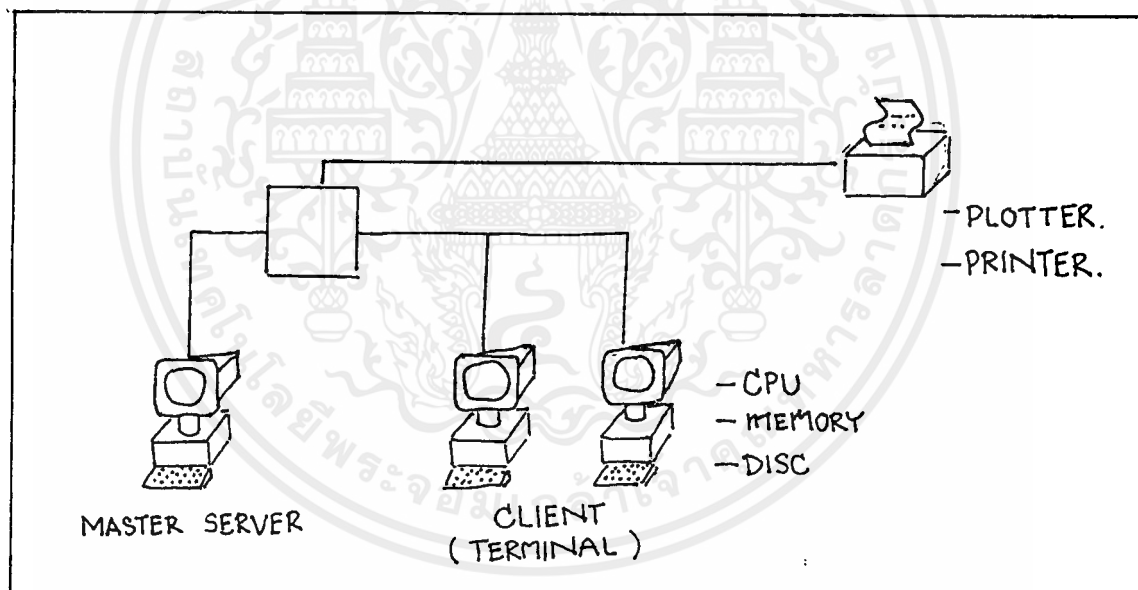 -PLOTTER.
-PRINTER.
-CPU
-MEMORY
-DISC
MASTER SERVER
CLIENT
(TERMINAL)